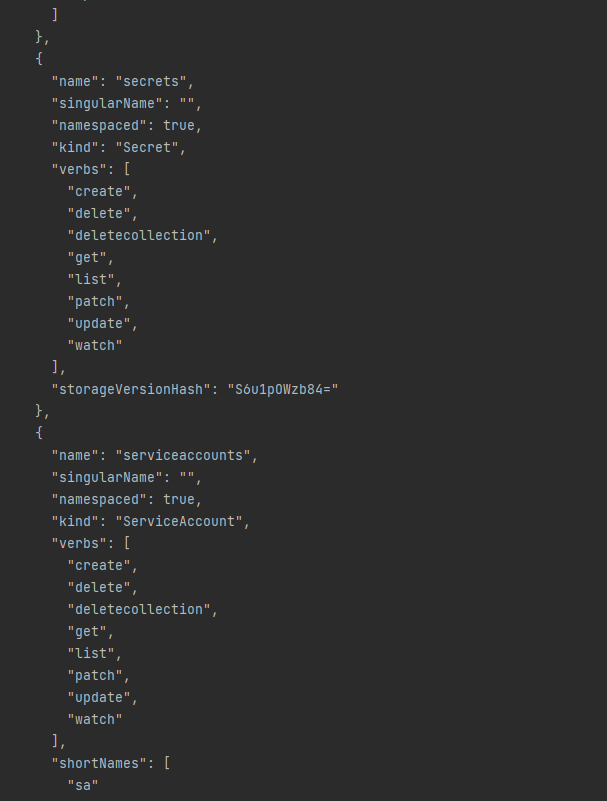 ]
},
{
"name": "secrets",
"singularName": "",
"namespaced": true,
"kind": "Secret",
"verbs": [
"create",
"delete",
"deletecollection",
"get",
"list",
"patch",
"update",
"watch"
],
"storageVersionHash": "S6u1pOWzb84="
},
{
"name": "serviceaccounts",
"singularName": "",
"namespaced": true,
"kind": "ServiceAccount",
"verbs": [
"create",
"delete",
"deletecollection",
"get",
"list",
"patch",
"update",
"watch"
],
"shortNames": [
"sa"